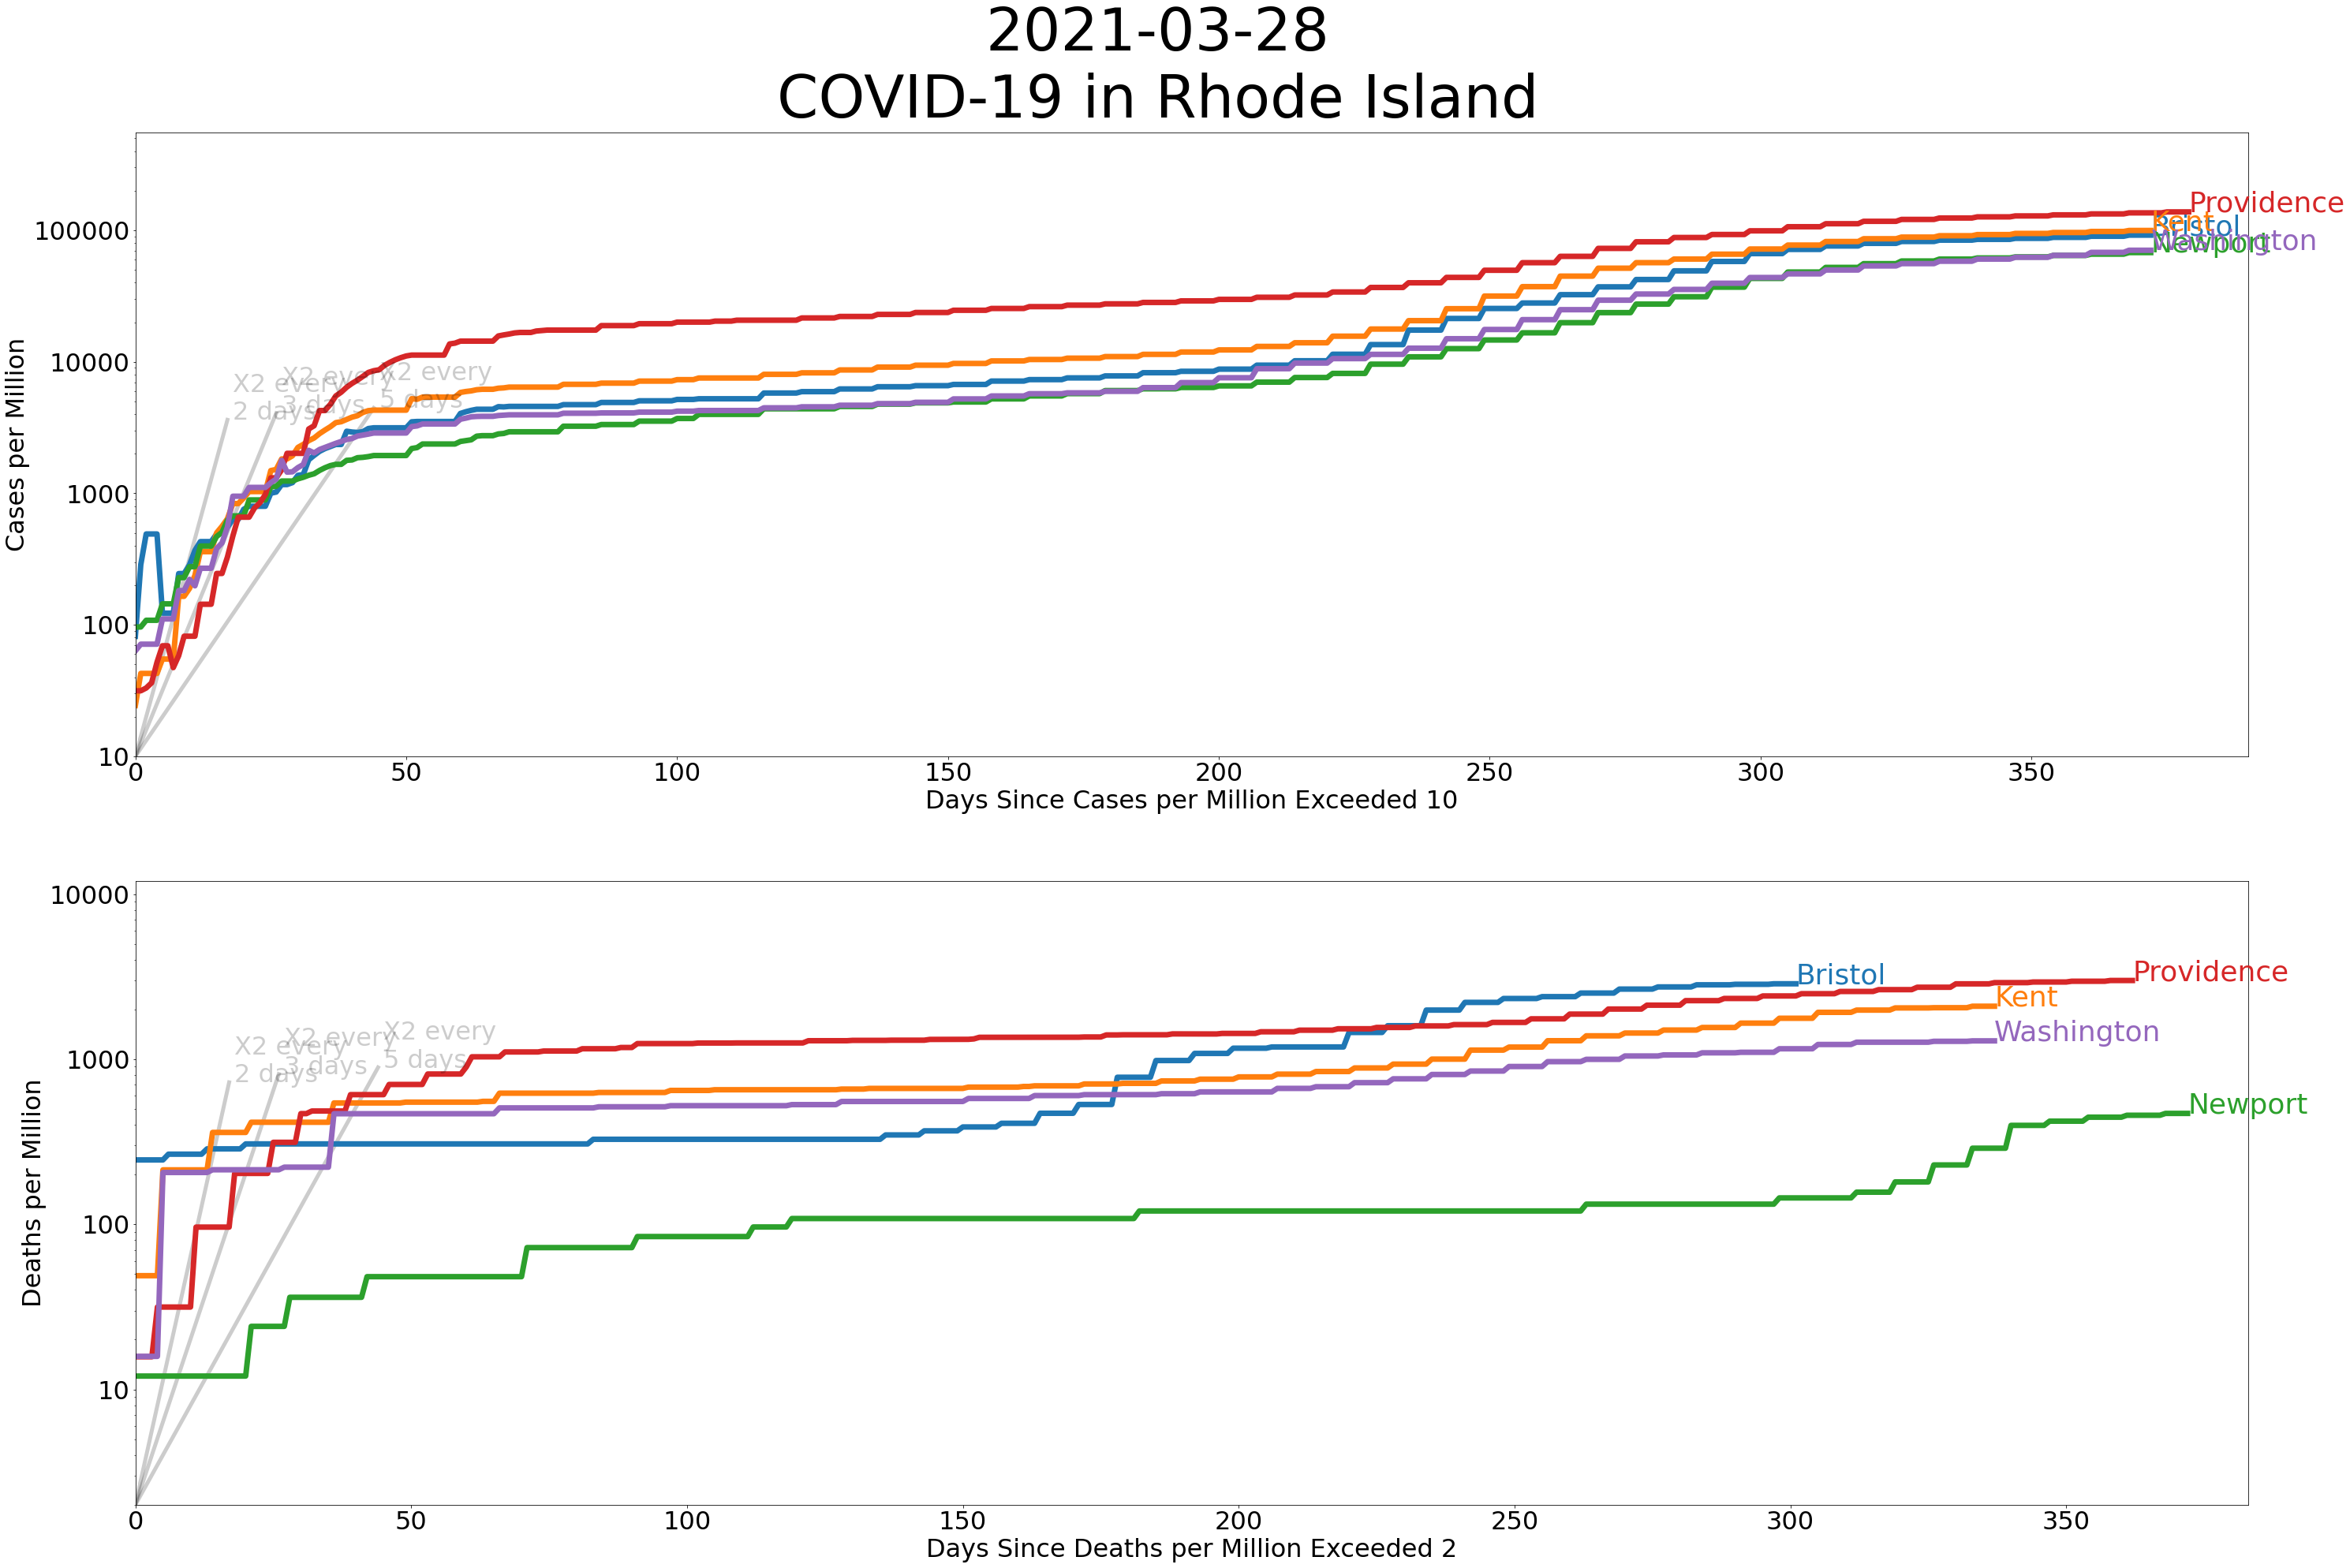 2021-03-28
COVID-19 in Rhode Island
Cases per Million
100000
10000
1000
100
10
X2 every
2 days
X2 every
3 days
X2 every
5 days
Providence
Kent
Bristol
Washington
Newport
0 50 100 150 200 250 300 350
Days Since Cases per Million Exceeded 10
Deaths per Million
10000
1000
100
10
X2 every
2 days
X2 every
3 days
X2 every
5 days
Bristol
Providence
Kent
Washington
Newport
0 50 100 150 200 250 300 350
Days Since Deaths per Million Exceeded 2